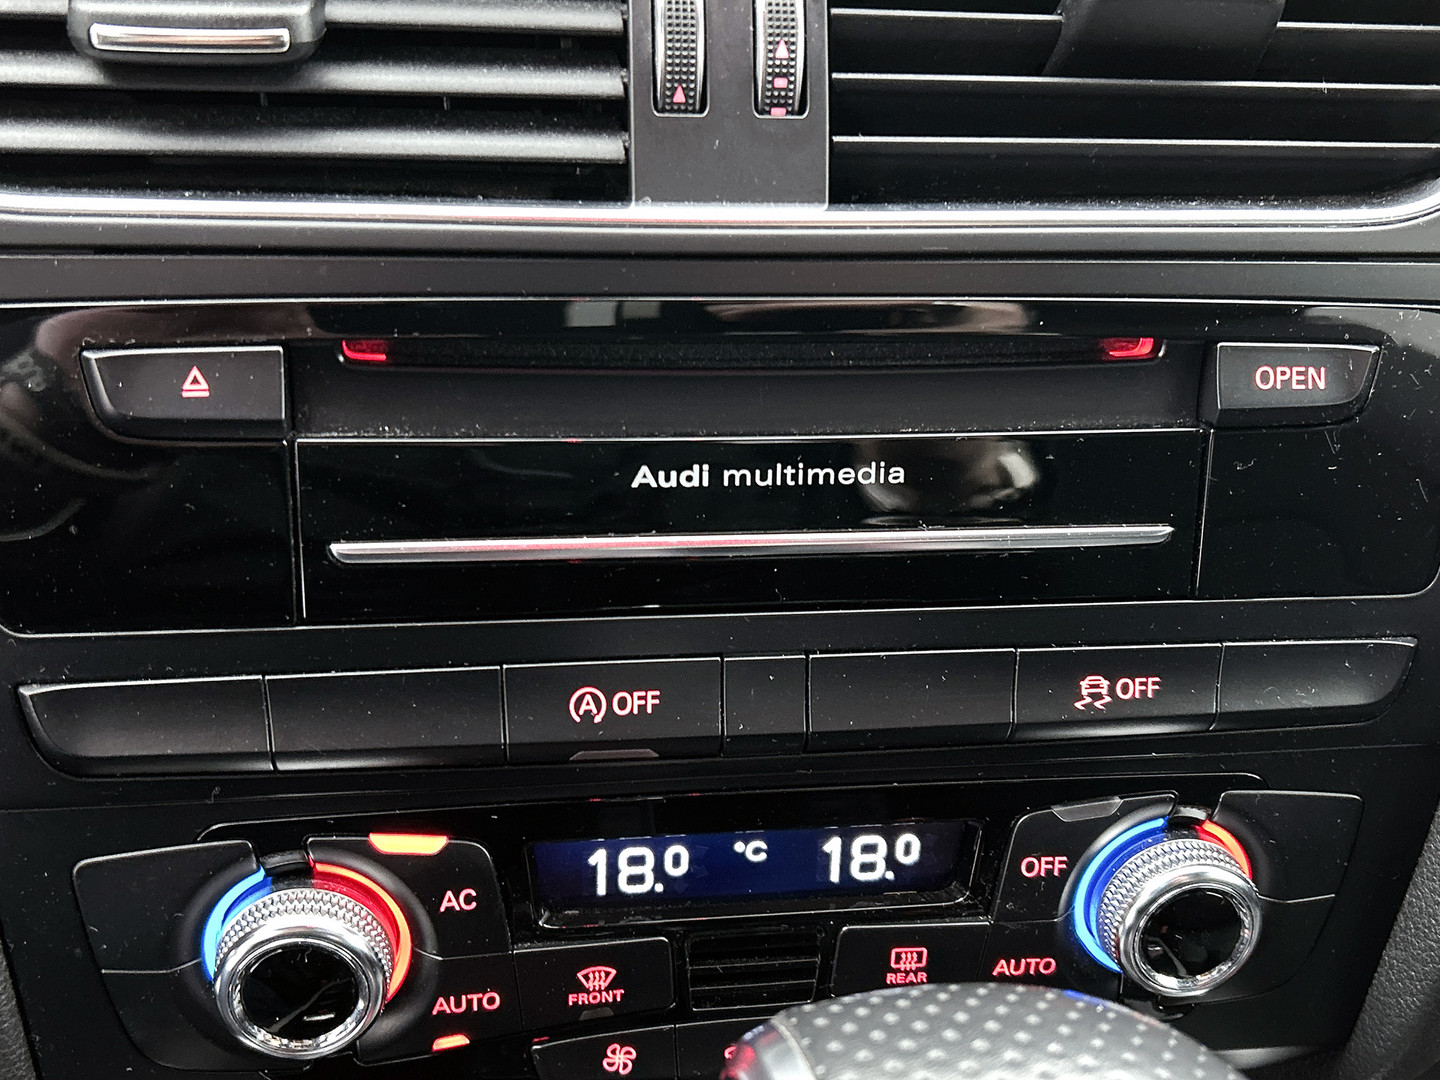 OPEN
Audi multimedia
A OFF
OFF
18.0 °C 18.0
AC
OFF
AUTO
FRONT
REAR
AUTO